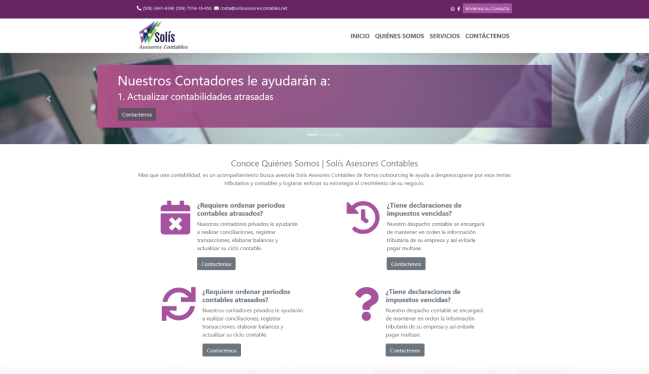 (503) 2441-9396 (503) 7014-16-956 conta@solisasesorescontables.net
Envíenos su Consulta
Solís
Asesores Contables
INICIO QUIÉNES SOMOS SERVICIOS CONTÁCTENOS
Nuestros Contadores le ayudarán a:
1. Actualizar contabilidades atrasadas
Contactenos
Conoce Quiénes Somos | Solís Asesores Contables
Mas que una contabilidad, es un acompañamiento busca asesoría Solís Asesores Contables de forma outsourcing le ayuda a despreocuparse por esos temas
tributarios y contables y lograrse enfocar su estrategia al crecimiento de su negocio.
¿Requiere ordenar periodos
contables atrasados?
Nuestros contadores privados le ayudarán
a realizar conciliaciones, registrar
transacciones, elaborar balances y
actualizar su ciclo contable.
Contactenos
¿Tiene declaraciones de
impuestos vencidas?
Nuestro despacho contable se encargará
de mantener en orden la información
tributaria de su empresa y así evitarle
pagar multase.
Contactenos
¿Requiere ordenar periodos
contables atrasados?
Nuestros contadores privados le ayudarán
a realizar conciliaciones, registrar
transacciones, elaborar balances y
actualizar su ciclo contable.
Contactenos
¿Tiene declaraciones de
impuestos vencidas?
Nuestro despacho contable se encargará
de mantener en orden la información
tributaria de su empresa y así evitarle
pagar multase.
Contactenos